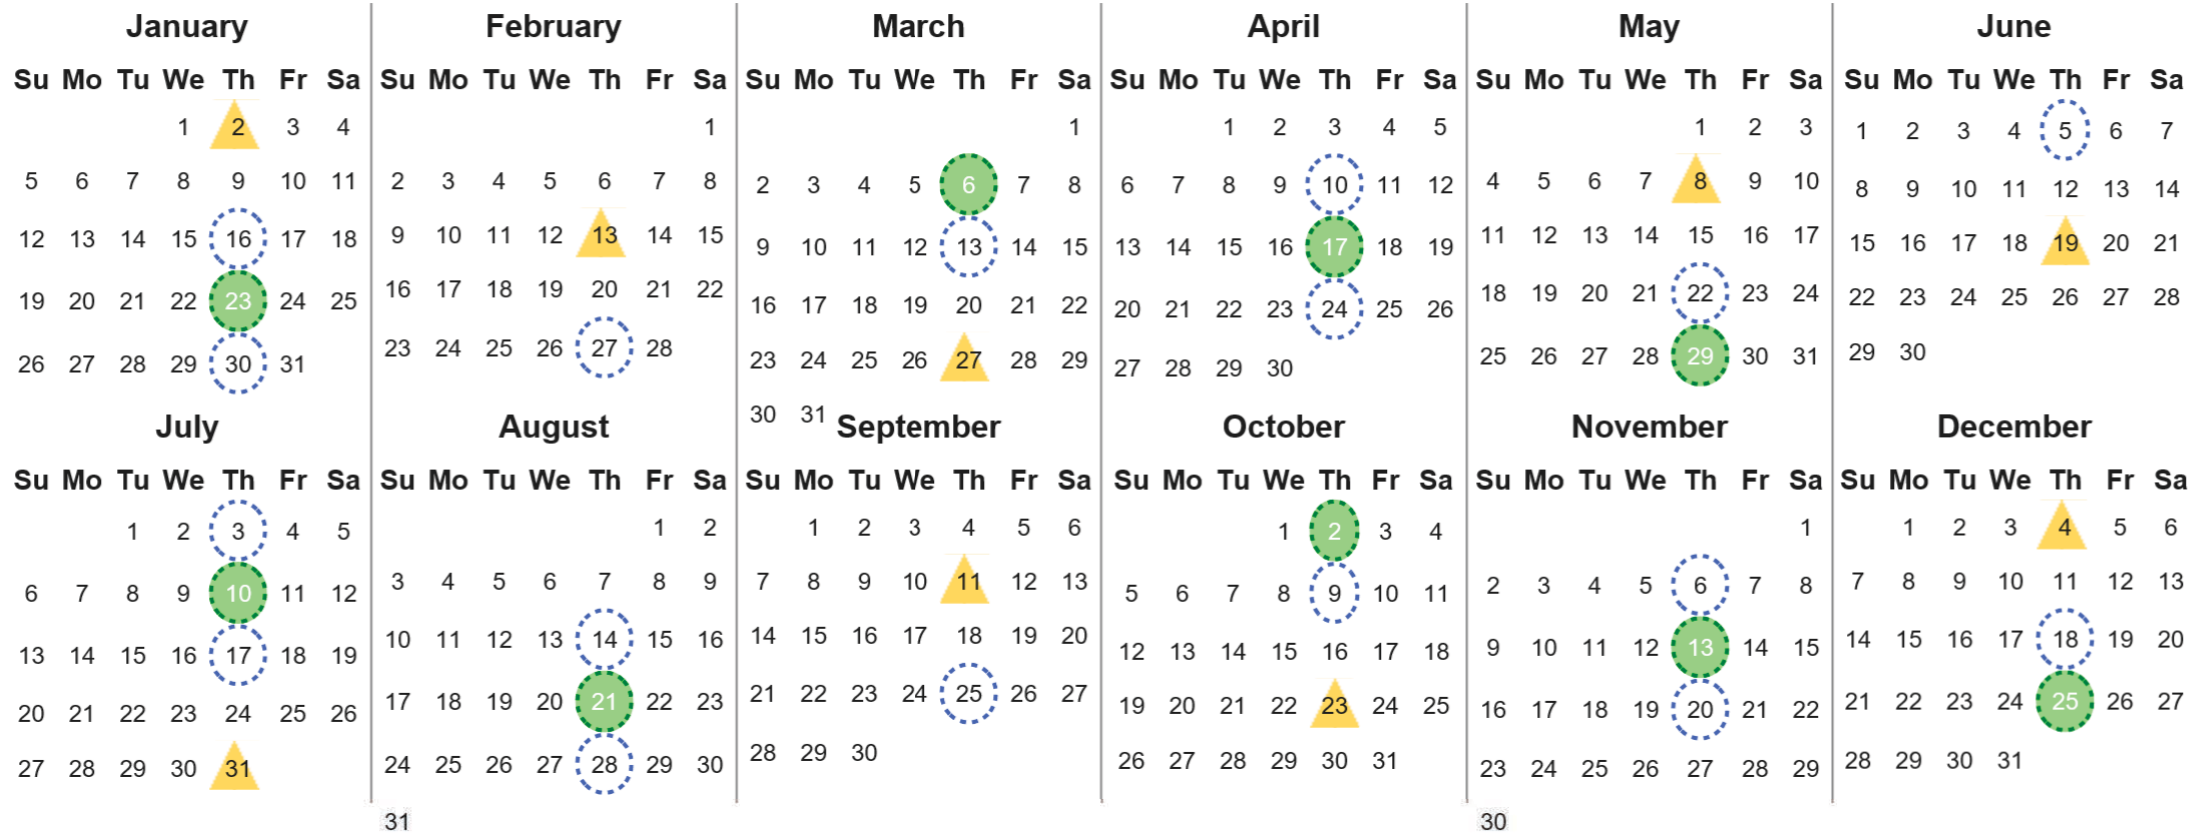 January February March April May June
Su Mo Tu We Th Fr Sa Su Mo Tu We Th Fr Sa Su Mo Tu We Th Fr Sa Su Mo Tu We Th Fr Sa Su Mo Tu We Th Fr Sa Su Mo Tu We Th Fr Sa
1 2 3 4 1 1 1 2 3 4 5 1 2 3 1 2 3 4 5 6 7
5 6 7 8 9 10 11 2 3 4 5 6 7 8 2 3 4 5 6 7 8 6 7 8 9 10 11 12 4 5 6 7 8 9 10 8 9 10 11 12 13 14
12 13 14 15 16 17 18 9 10 11 12 13 14 15 9 10 11 12 13 14 15 13 14 15 16 17 18 19 11 12 13 14 15 16 17 15 16 17 18 19 20 21
19 20 21 22 23 24 25 16 17 18 19 20 21 22 16 17 18 19 20 21 22 20 21 22 23 24 25 26 18 19 20 21 22 23 24 22 23 24 25 26 27 28
26 27 28 29 30 31 23 24 25 26 27 28 23 24 25 26 27 28 29 27 28 29 30 25 26 27 28 29 30 31 29 30
30 31
July August September October November December
Su Mo Tu We Th Fr Sa Su Mo Tu We Th Fr Sa Su Mo Tu We Th Fr Sa Su Mo Tu We Th Fr Sa Su Mo Tu We Th Fr Sa Su Mo Tu We Th Fr Sa
1 2 3 4 5 1 2 1 2 3 4 5 6 1 2 3 4 1 1 2 3 4 5 6
6 7 8 9 10 11 12 3 4 5 6 7 8 9 7 8 9 10 11 12 13 5 6 7 8 9 10 11 2 3 4 5 6 7 8 7 8 9 10 11 12 13
13 14 15 16 17 18 19 10 11 12 13 14 15 16 14 15 16 17 18 19 20 12 13 14 15 16 17 18 9 10 11 12 13 14 15 14 15 16 17 18 19 20
20 21 22 23 24 25 26 17 18 19 20 21 22 23 21 22 23 24 25 26 27 19 20 21 22 23 24 25 16 17 18 19 20 21 22 21 22 23 24 25 26 27
27 28 29 30 31 24 25 26 27 28 29 30 28 29 30 26 27 28 29 30 31 23 24 25 26 27 28 29 28 29 30 31
31 30